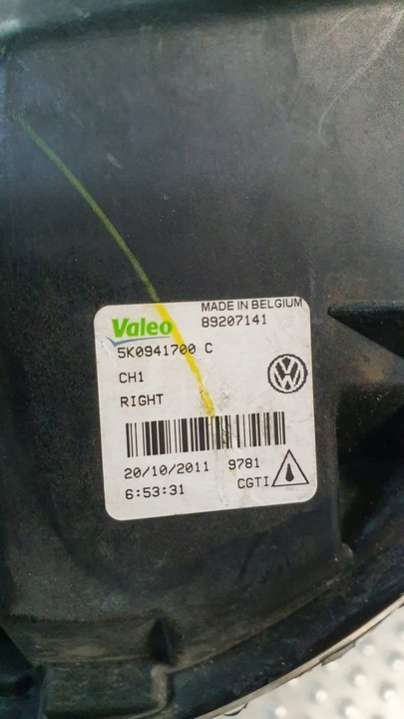 MADE IN BELGIUM
Valeo 89207141
5K0941700 C
CH1
RIGHT
20/10/2011 9781
6:53:31 CGTI